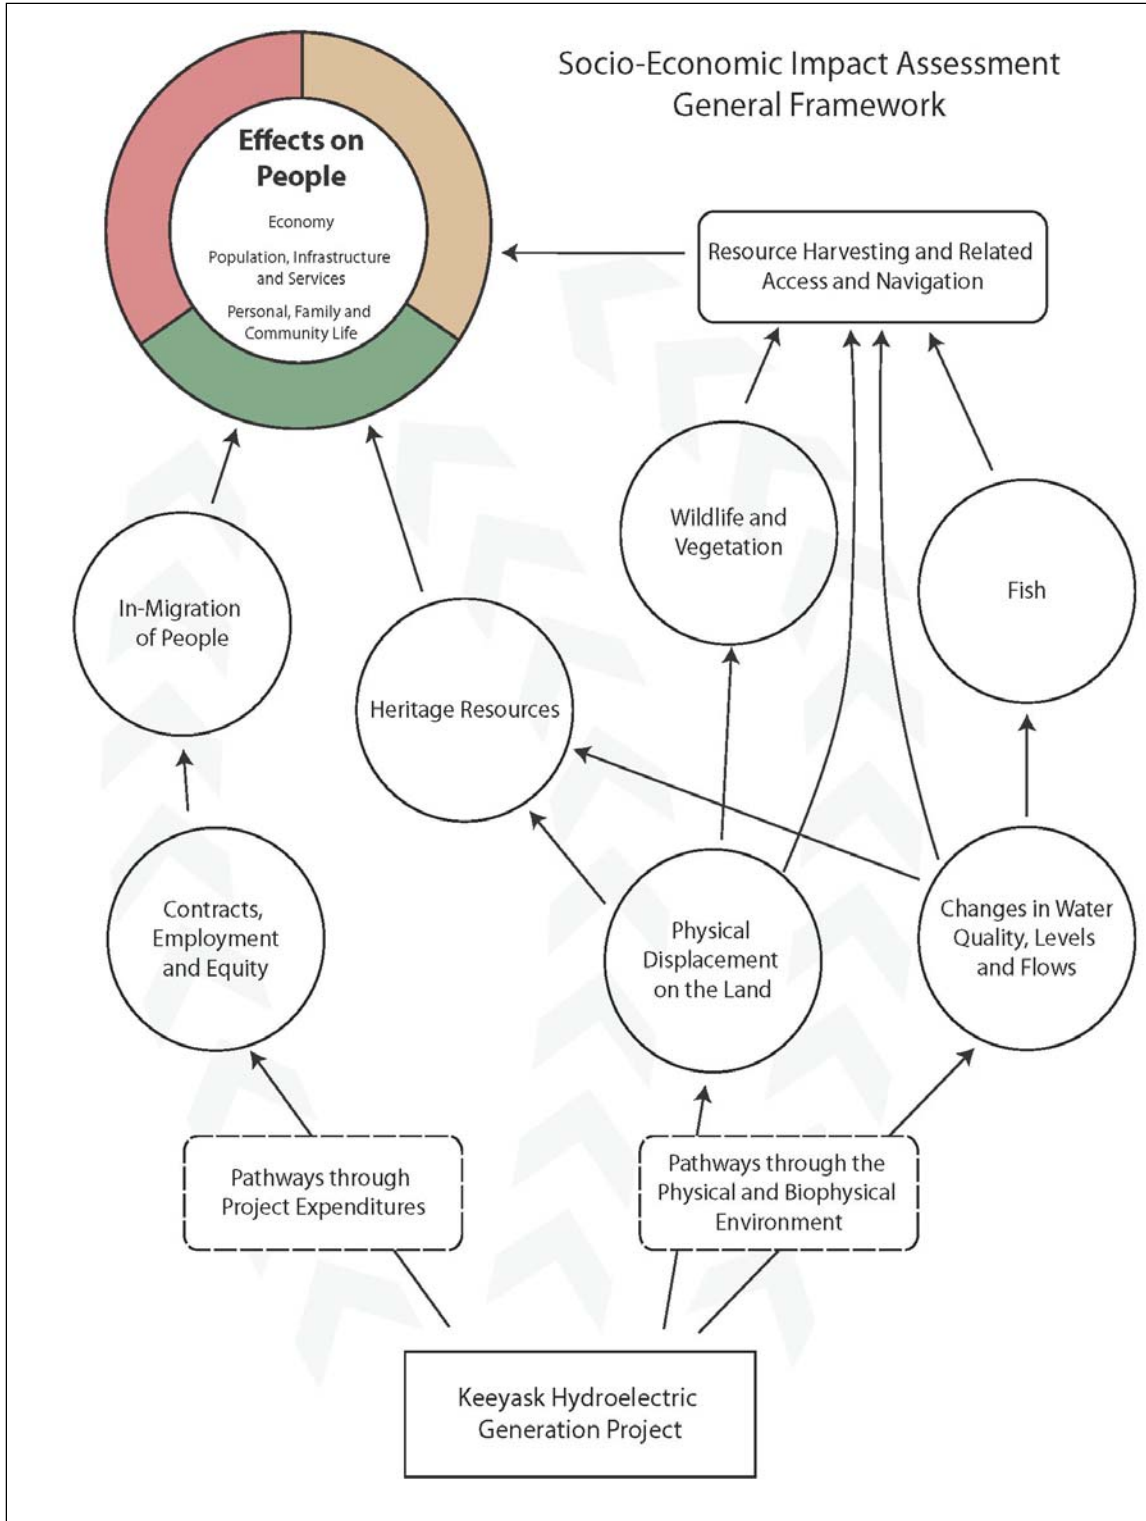 Socio-Economic Impact Assessment
General Framework
Effects on
People
Economy
Population, Infrastructure
and Services
Personal, Family and
Community Life
Resource Harvesting and Related
Access and Navigation
Wildlife and
Vegetation
Fish
In-Migration
of People
Heritage Resources
Contracts,
Employment
and Equity
Physical
Displacement
on the Land
Changes in Water
Quality, Levels
and Flows
Pathways through
Project Expenditures
Pathways through the
Physical and Biophysical
Environment
Keeyask Hydroelectric
Generation Project